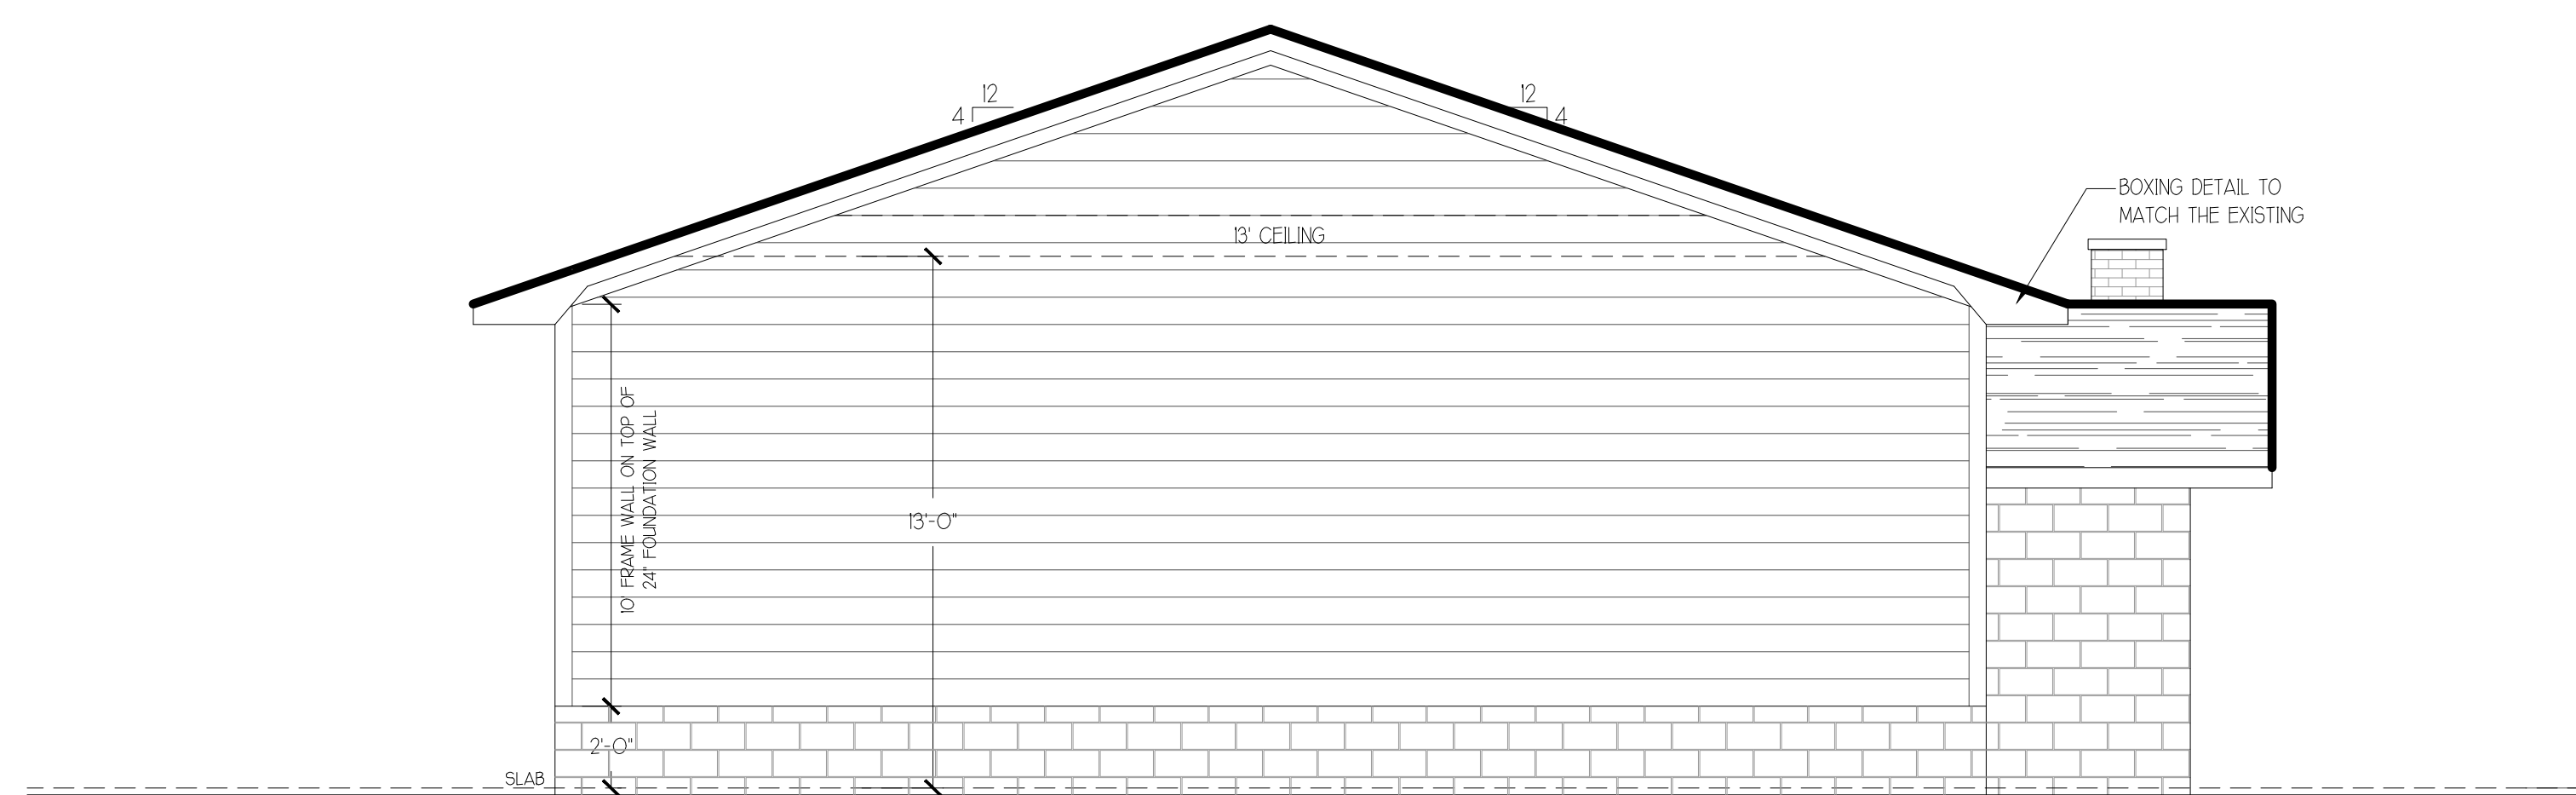 12
4
12
4
BOXING DETAIL TO
MATCH THE EXISTING
13' CEILING
10' FRAME WALL ON TOP OF
24" FOUNDATION WALL
13'-0"
2'-0"
SLAB